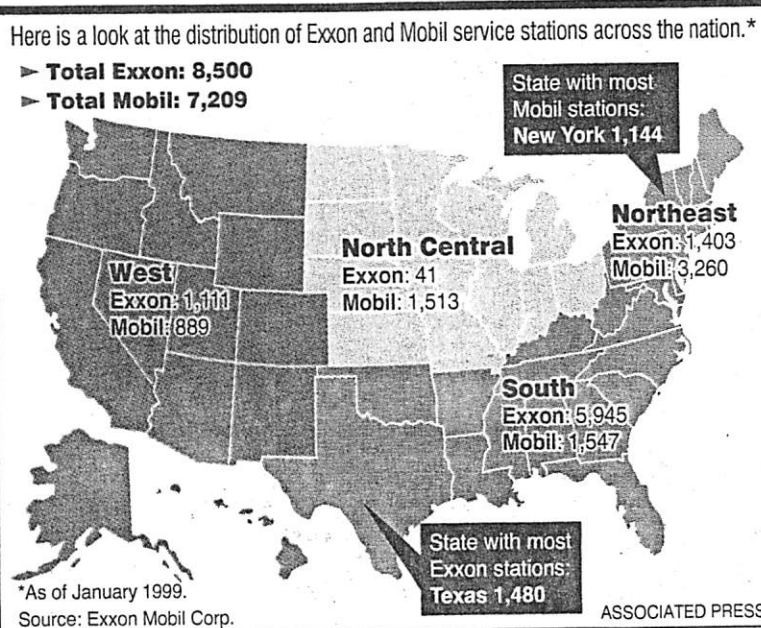 Here is a look at the distribution of Exxon and Mobil service stations across the nation.*
► Total Exxon: 8,500
► Total Mobil: 7,209
State with most
Mobil stations:
New York 1,144
Northeast
Exxon: 1,403
Mobil: 3,260
North Central
Exxon: 41
Mobil: 1,513
West
Exxon: 1,111
Mobil: 889
South
Exxon: 5,945
Mobil: 1,547
State with most
Exxon stations:
Texas 1,480
*As of January 1999.
Source: Exxon Mobil Corp.
ASSOCIATED PRESS